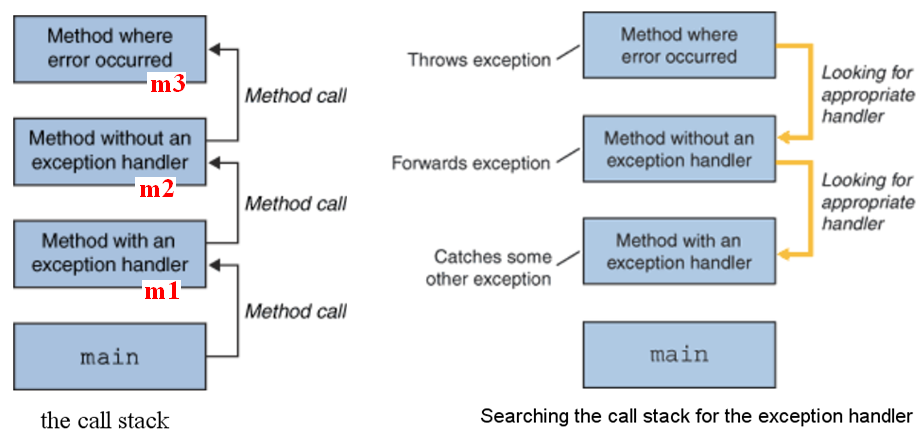 Method where
error occurred
m3
Method call
Method without an
exception handler
m2
Method call
Method with an
exception handler
m1
Method call
main
the call stack
Throws exception
Method where
error occurred
Looking for
appropriate
handler
Forwards exception
Method without an
exception handler
Looking for
appropriate
handler
Catches some
other exception
Method with an
exception handler
main
Searching the call stack for the exception handler